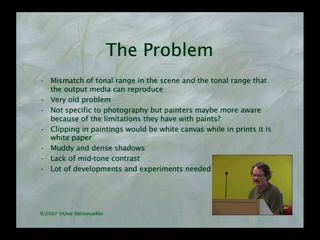 The Problem
- Mismatch of tonal range in the scene and the tonal range that
the output media can reproduce
- Very old problem
- Not specific to photography but painters maybe more aware
because of the limitations they have with paints?
- Clipping in paintings would be white canvas while in prints it is
white paper
- Muddy and dense shadows
- Lack of mid-tone contrast
- Lot of developments and experiments needed
9/2007 ©Uwe Steinmueller